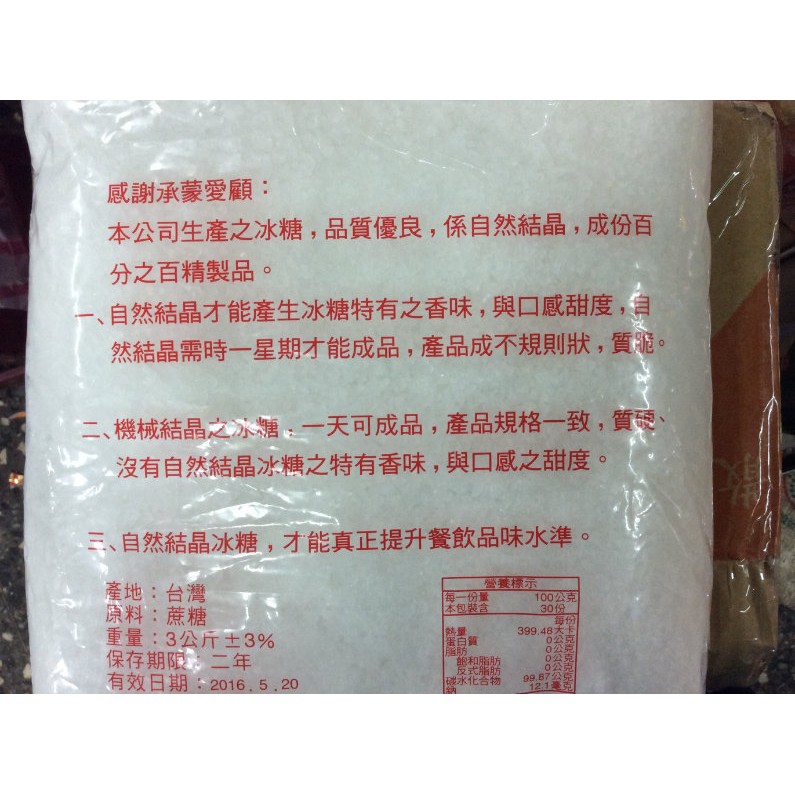 感謝承蒙愛顧：
本公司生產之冰糖，品質優良，係自然結晶，成份百
分之百精製品。
一、自然結晶才能產生冰糖特有之香味，與口感甜度，自
然結晶需時一星期才能成品，產品成不規則狀，質脆。
二、機械結晶之冰糖，一天可成品，產品規格一致，質硬、
沒有自然結晶冰糖之特有香味，與口感之甜度。
三、自然結晶冰糖，才能真正提升餐飲品味水準。
產地：台灣
原料：蔗糖
重量：3公斤±3%
保存期限：二年
有效日期：2016.5.20
營養標示
每一份量 100公克
本包裝含 30份
每份
熱量 399.48大卡
蛋白質 0公克
脂肪 0公克
飽和脂肪 0公克
反式脂肪 0公克
碳水化合物 99.87公克
鈉 12.1毫克